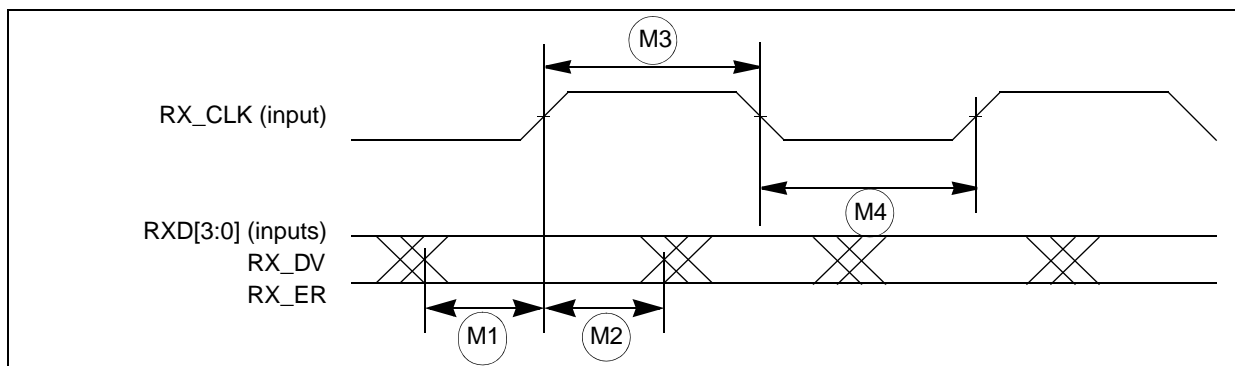 M3
RX_CLK (input)
M4
RXD[3:0] (inputs)
RX_DV
RX_ER
M1
M2